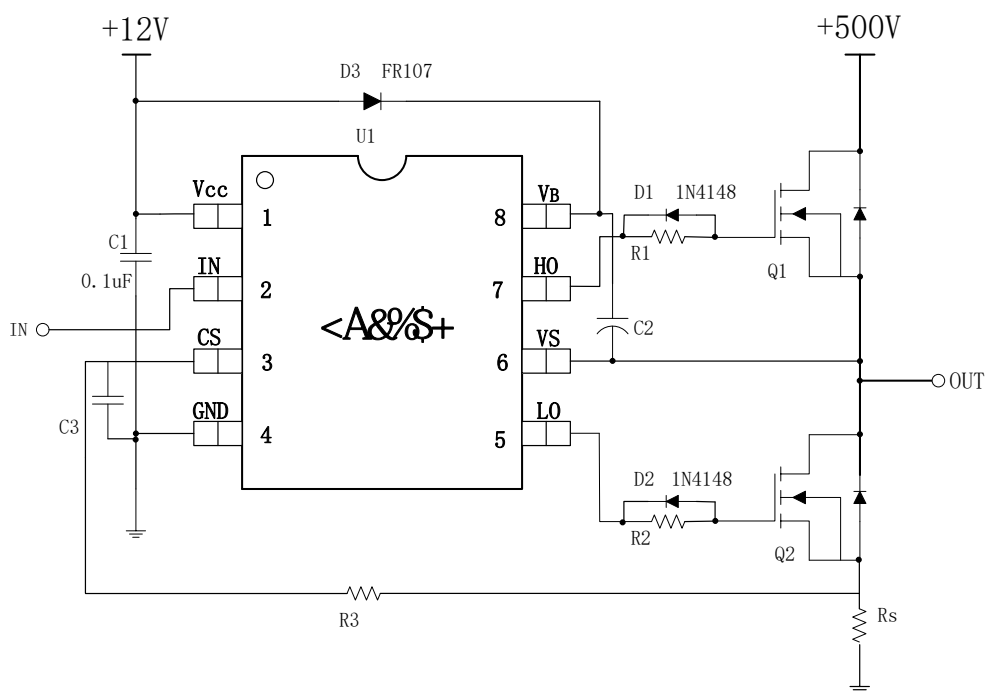 +12V
+500V
D3 FR107
U1
Vcc
1
8
VB
D1 1N4148
R1
Q1
C1
0.1uF
IN
2
7
HO
<A&%$+
IN
CS
3
6
VS
C2
OUT
C3
GND
4
5
LO
D2 1N4148
R2
Q2
R3
Rs